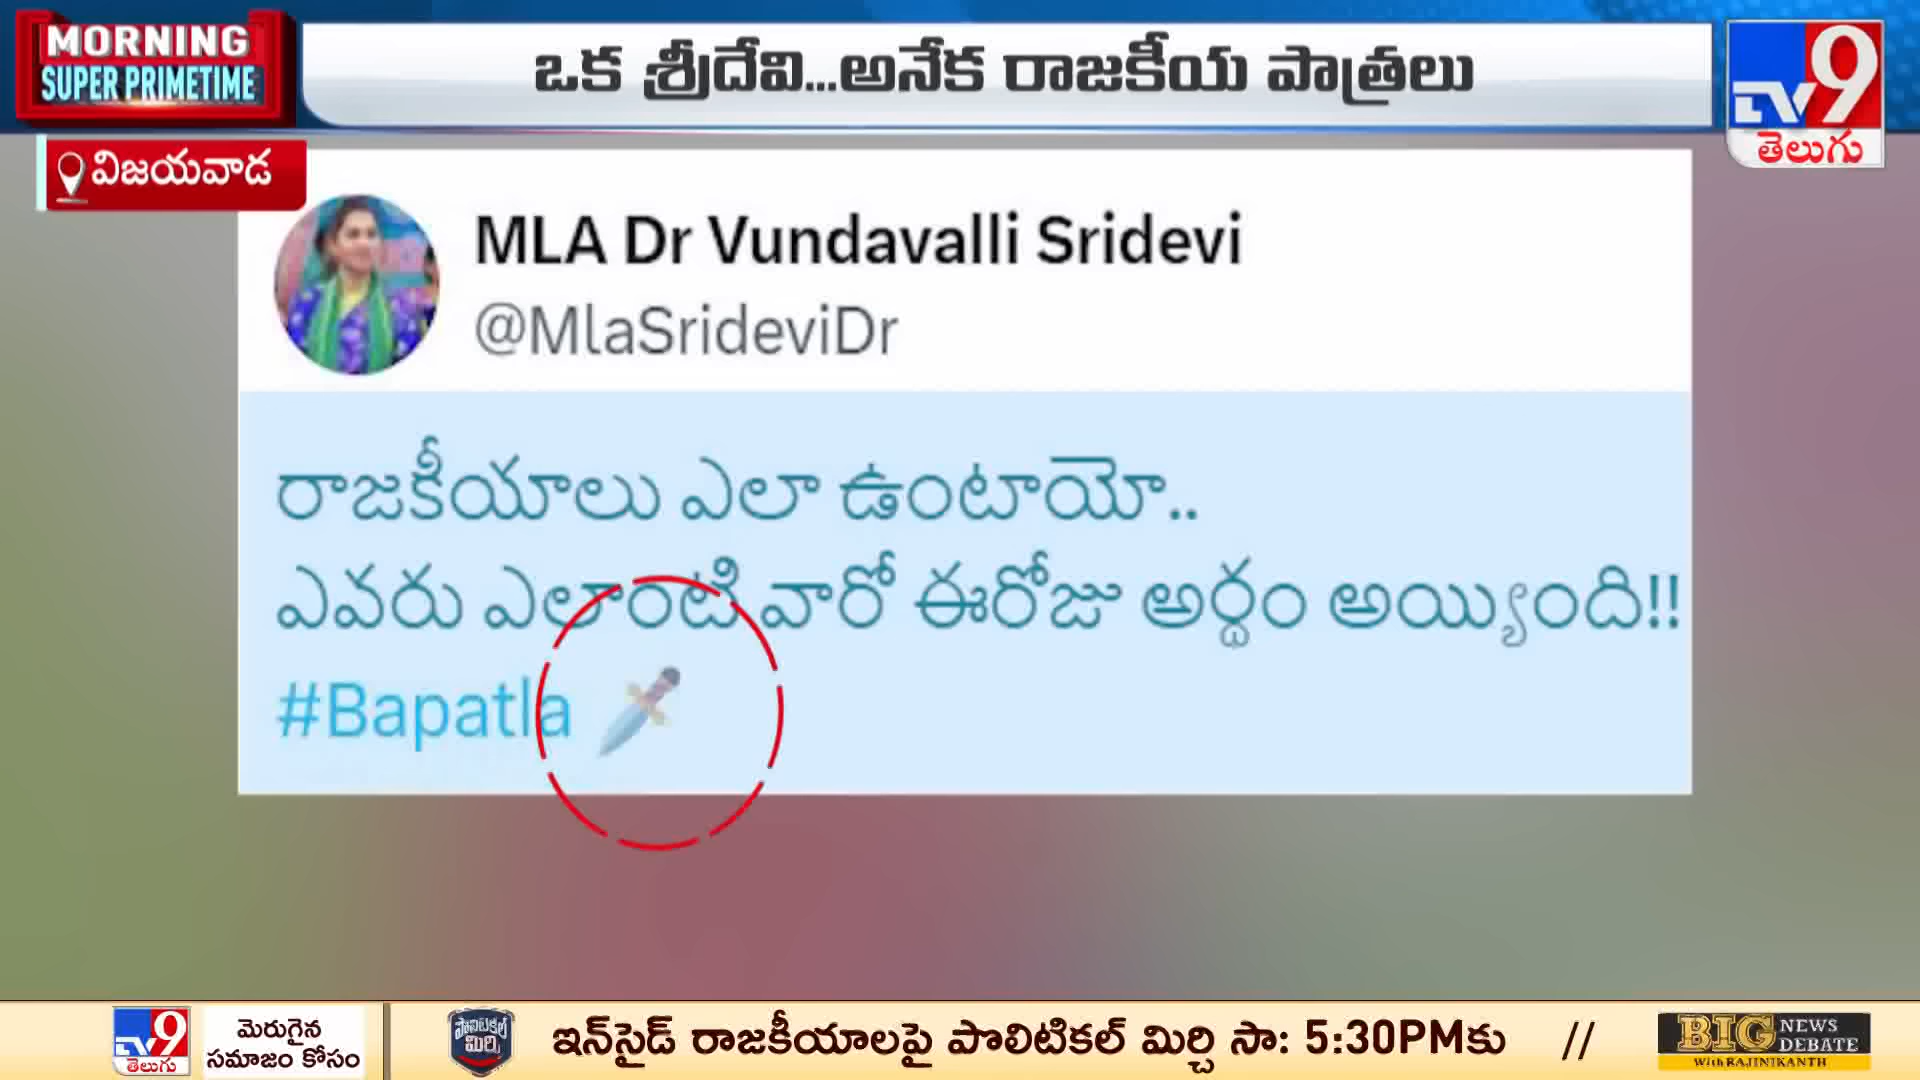 MORNING
SUPER PRIMETIME
ఒక శ్రీదేవి...అనేక రాజకీయ పాత్రలు
TV9
తెలుగు
విజయవాడ
MLA Dr Vundavalli Sridevi
@MlaSrideviDr
రాజకీయాలు ఎలా ఉంటాయో..
ఎవరు ఎలాంటి వారో ఈరోజు అర్ధం అయ్యింది!!
#Bapatla
TV9
తెలుగు
మెరుగైన
సమాజం కోసం
పొలిటికల్
మిర్చి
ఇన్‌సైడ్ రాజకీయాలపై పొలిటికల్ మిర్చి సా: 5:30PMకు //
BIG NEWS
DEBATE
With RAJINIKANTH